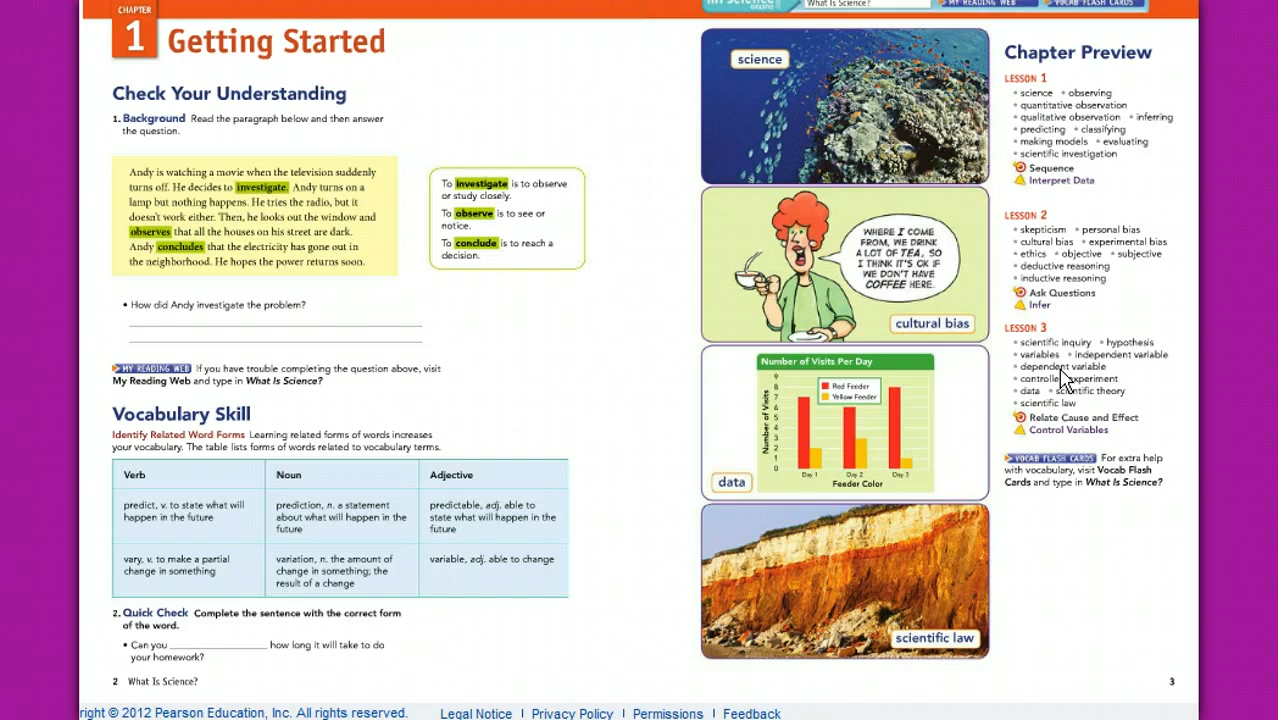 CHAPTER
1 Getting Started
Check Your Understanding
1. Background Read the paragraph below and then answer
the question.
Andy is watching a movie when the television suddenly
turns off. He decides to investigate. Andy turns on a
lamp but nothing happens. He tries the radio, but it
doesn't work either. Then, he looks out the window and
observes that all the houses on his street are dark.
Andy concludes that the electricity has gone out in
the neighborhood. He hopes the power returns soon.
To investigate is to observe
or study closely.
To observe is to see or
notice.
To conclude is to reach a
decision.
• How did Andy investigate the problem?
MY READING WEB If you have trouble completing the question above, visit
My Reading Web and type in What Is Science?
Vocabulary Skill
Identify Related Word Forms Learning related forms of words increases
your vocabulary. The table lists forms of words related to vocabulary terms.
Verb Noun Adjective
predict, v. to state what will
happen in the future
prediction, n. a statement
about what will happen in the
future
predictable, adj. able to
state what will happen in the
future
vary, v. to make a partial
change in something
variation, n. the amount of
change in something; the
result of a change
variable, adj. able to change
2. Quick Check Complete the sentence with the correct form
of the word.
• Can you ____________________ how long it will take to do
your homework?
2 What Is Science?
my science
ONLINE
What Is Science?
MY READING WEB
VOCAB FLASH CARDS
science
WHERE I COME
FROM, WE DRINK
A LOT OF TEA, SO
I THINK IT'S OK IF
WE DON'T HAVE
COFFEE HERE.
cultural bias
Number of Visits Per Day
Number of Visits
9
8
7
6
5
4
3
2
1
0
Red Feeder
Yellow Feeder
Day 1 Day 2 Day 3
Feeder Color
data
scientific law
Chapter Preview
LESSON 1
• science • observing
• quantitative observation
• qualitative observation • inferring
• predicting • classifying
• making models • evaluating
• scientific investigation
Sequence
Interpret Data
LESSON 2
• skepticism • personal bias
• cultural bias • experimental bias
• ethics • objective • subjective
• deductive reasoning
• inductive reasoning
Ask Questions
Infer
LESSON 3
• scientific inquiry • hypothesis
• variables • independent variable
• dependent variable
• controlled experiment
• data • scientific theory
• scientific law
Relate Cause and Effect
Control Variables
VOCAB FLASH CARDS For extra help
with vocabulary, visit Vocab Flash
Cards and type in What Is Science?
3
right © 2012 Pearson Education, Inc. All rights reserved. Legal Notice | Privacy Policy | Permissions | Feedback